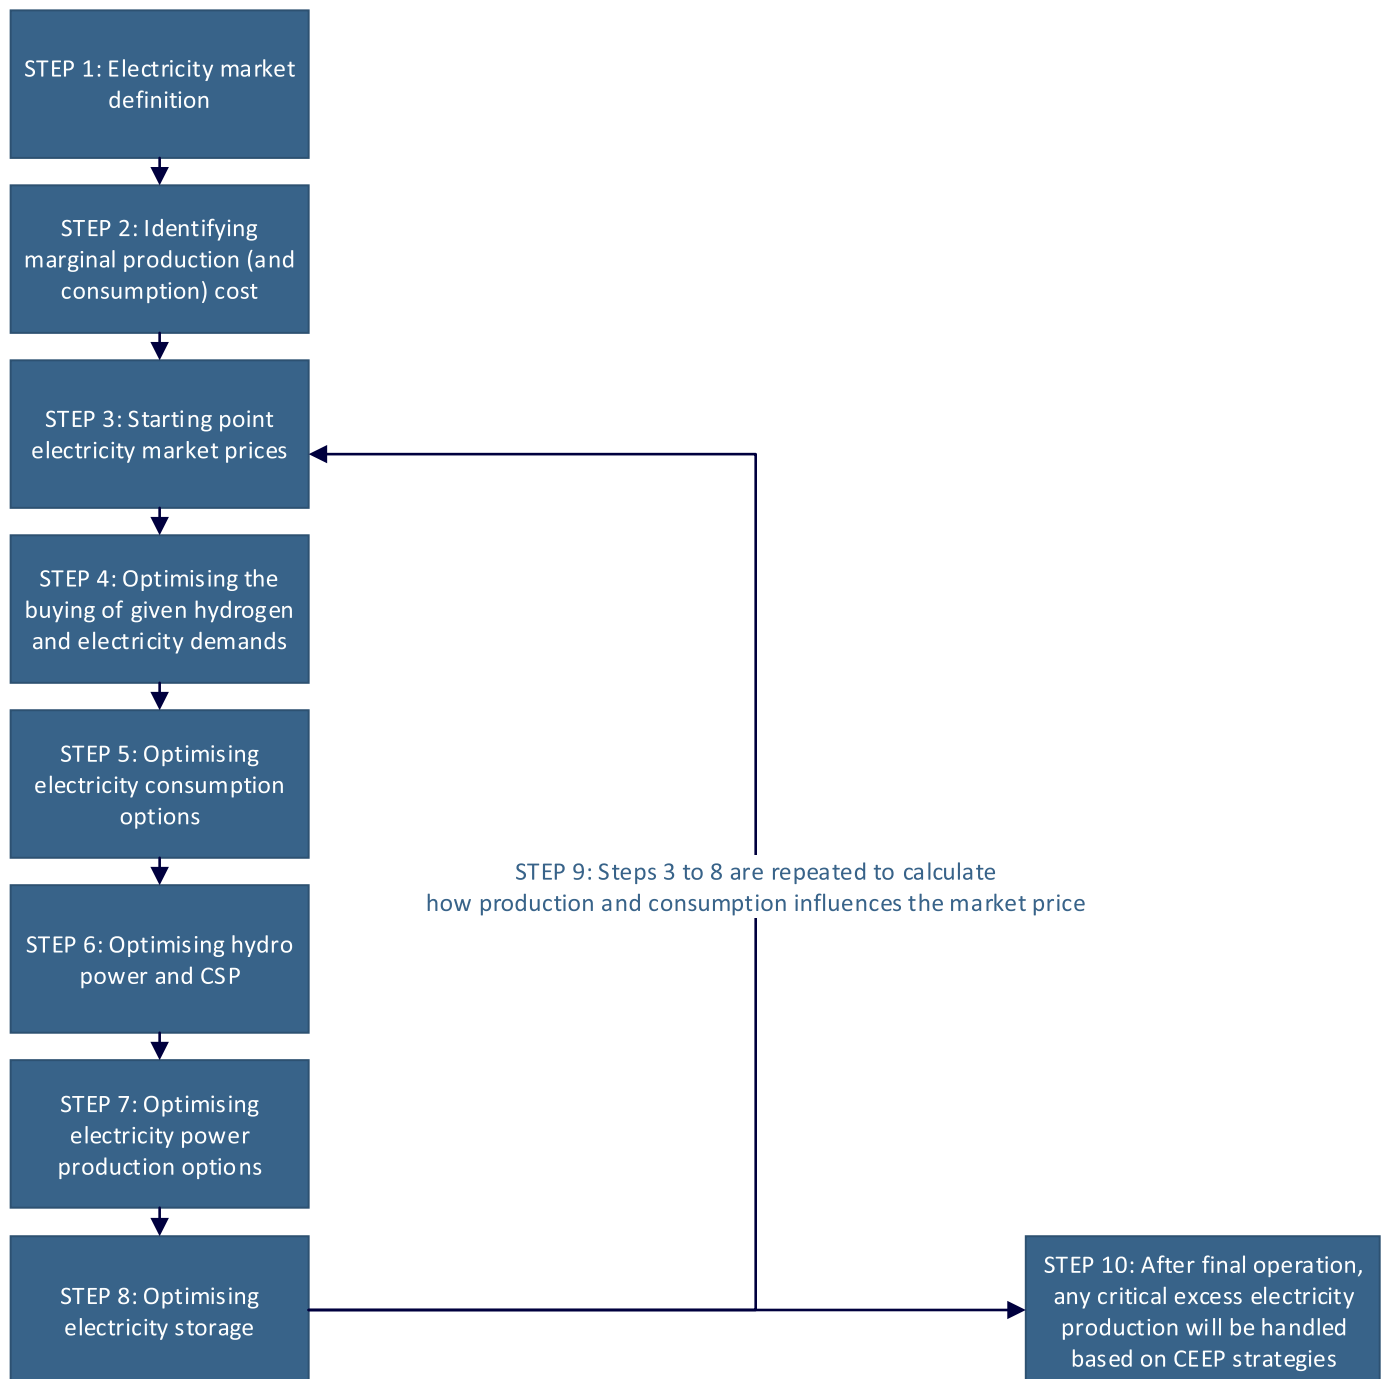 STEP 1: Electricity market
definition
STEP 2: Identifying
marginal production (and
consumption) cost
STEP 3: Starting point
electricity market prices
STEP 4: Optimising the
buying of given hydrogen
and electricity demands
STEP 5: Optimising
electricity consumption
options
STEP 6: Optimising hydro
power and CSP
STEP 7: Optimising
electricity power
production options
STEP 8: Optimising
electricity storage
STEP 9: Steps 3 to 8 are repeated to calculate
how production and consumption influences the market price
STEP 10: After final operation,
any critical excess electricity
production will be handled
based on CEEP strategies